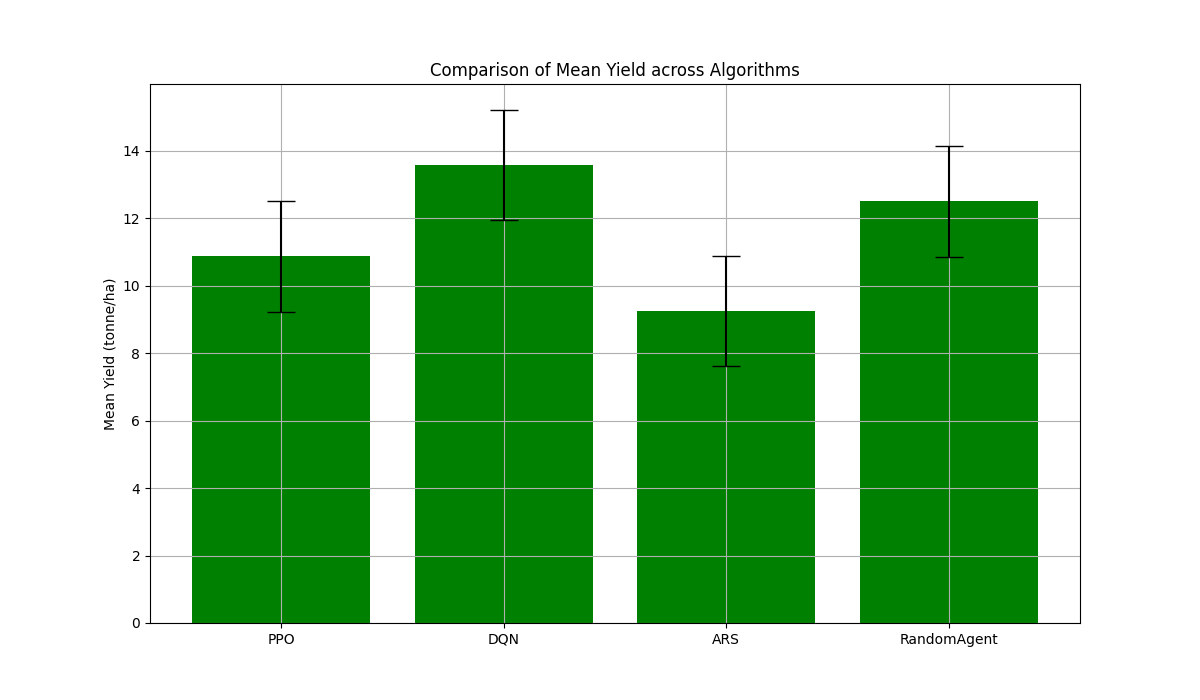 Comparison of Mean Yield across Algorithms
Mean Yield (tonne/ha)
14
12
10
8
6
4
2
0
PPO DQN ARS RandomAgent